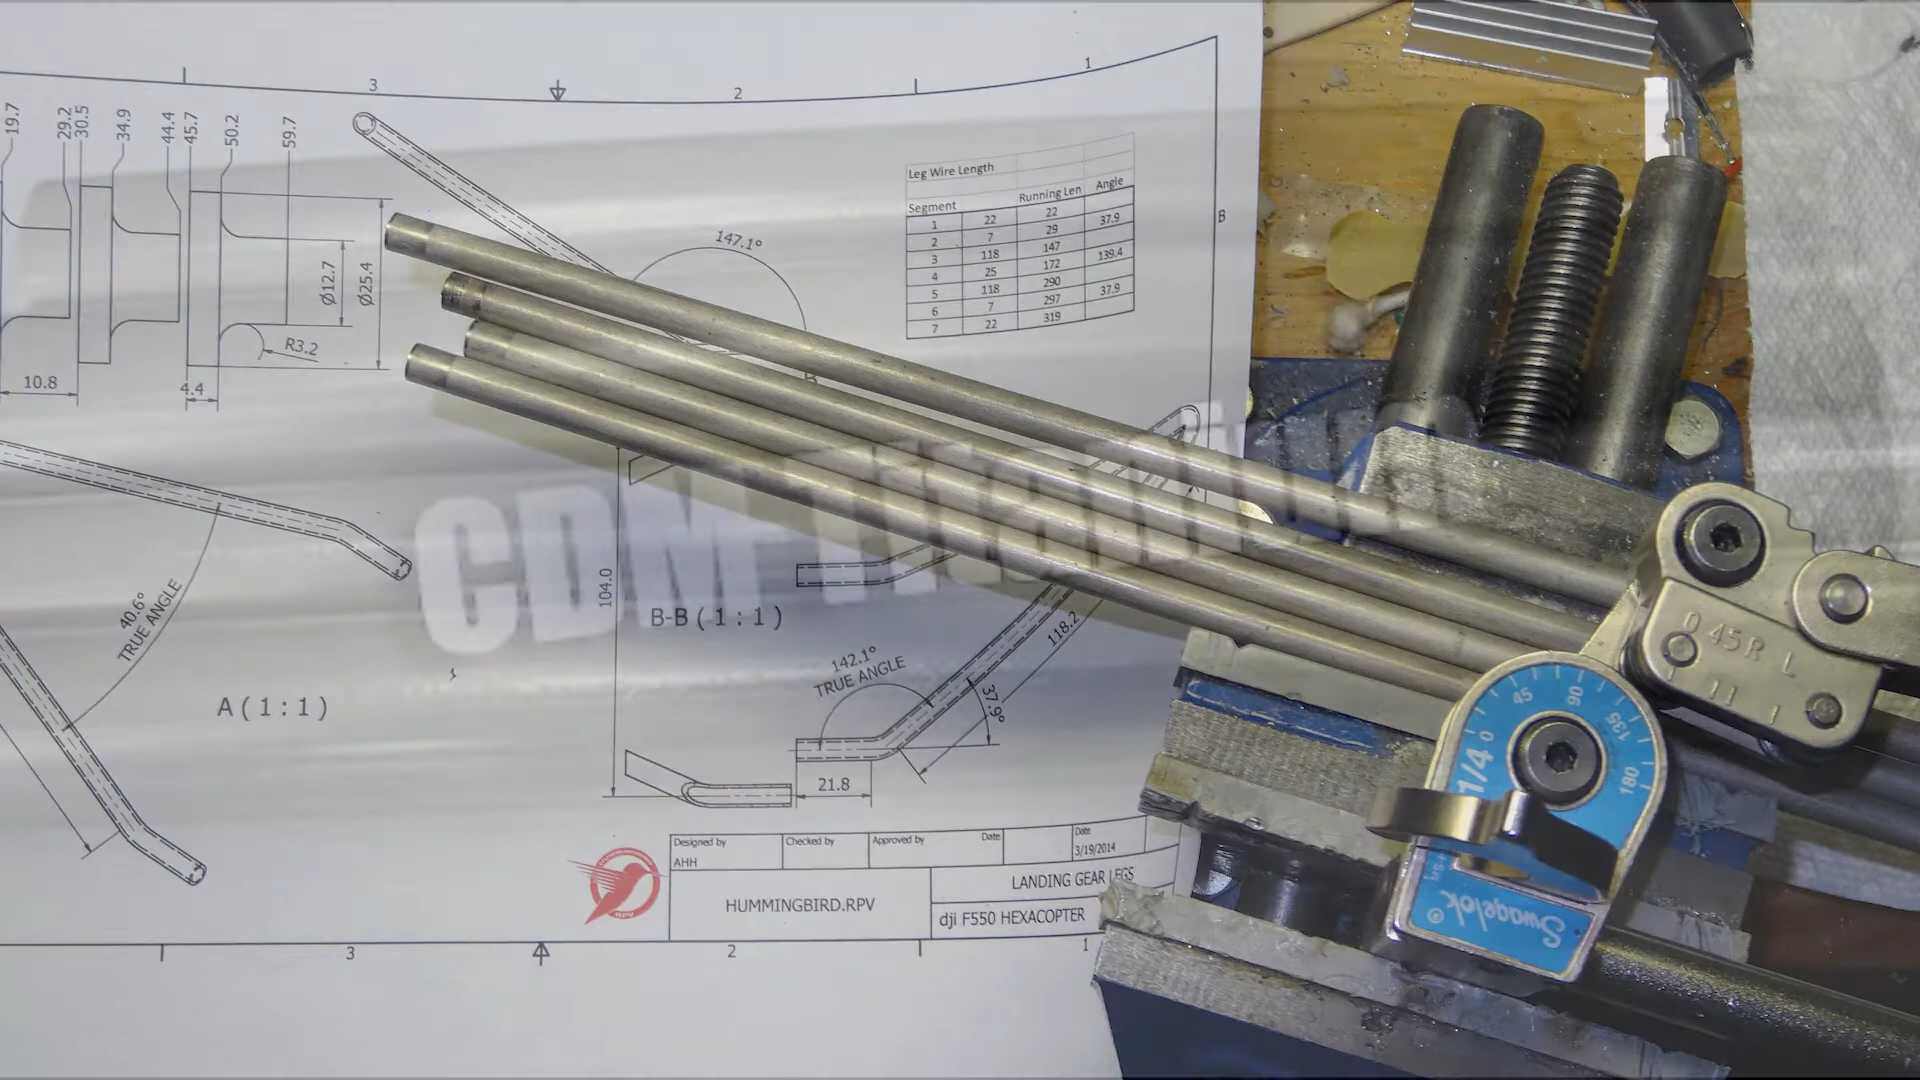 3
2
1
19.7
29.2
30.5
34.9
44.4
45.7
50.2
59.7
Ø12.7
Ø25.4
R3.2
10.8
4.4
147.1°
Leg Wire Length
Segment Running Len Angle
1 22 22 37.9
2 7 29
3 118 147 139.4
4 25 172
5 118 290 37.9
6 7 297
7 22 319
B
CDM Titanium
40.6°
TRUE ANGLE
A ( 1 : 1 )
104.0
B-B ( 1 : 1 )
142.1°
TRUE ANGLE
118.2
37.9°
21.8
Designed by
AHH
Checked by
Approved by
Date
Date
3/19/2014
HUMMINGBIRD.RPV
LANDING GEAR LEGS
dji F550 HEXACOPTER
3
2
1
0 45 R L
1/4
0 45 90 135 180
Swagelok®